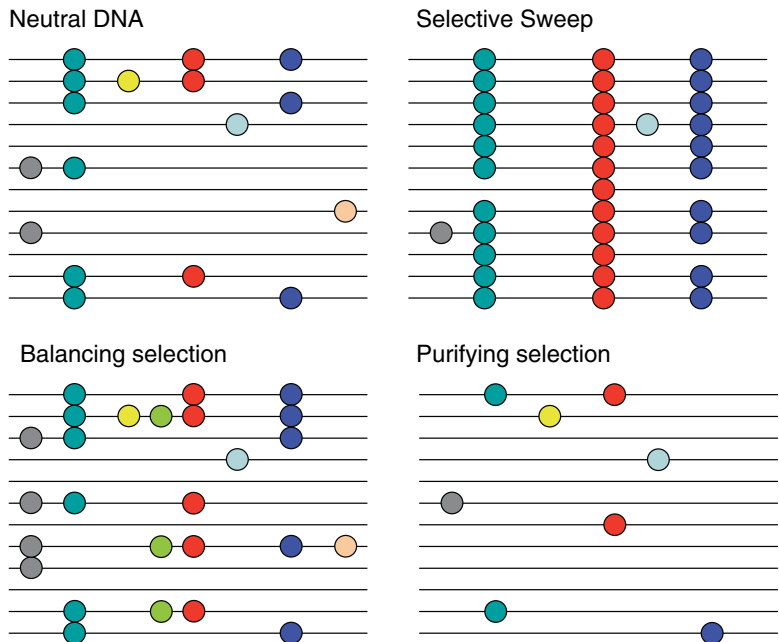 Neutral DNA
Selective Sweep
Balancing selection
Purifying selection